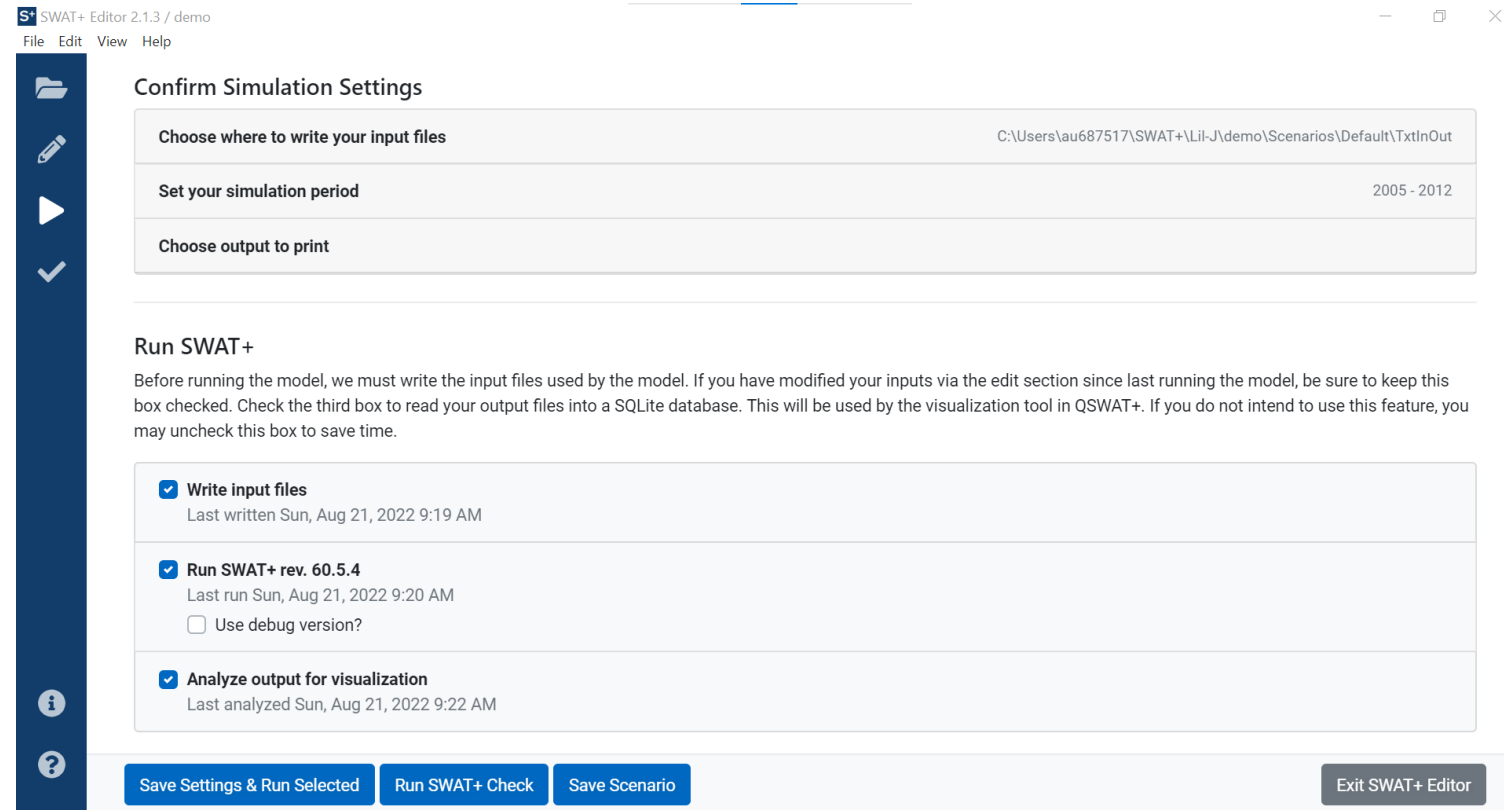 S+ SWAT+ Editor 2.1.3 / demo
File Edit View Help
Confirm Simulation Settings
Choose where to write your input files C:\Users\au687517\SWAT+\Lil-J\demo\Scenarios\Default\TxtInOut
Set your simulation period 2005 - 2012
Choose output to print
Run SWAT+
Before running the model, we must write the input files used by the model. If you have modified your inputs via the edit section since last running the model, be sure to keep this
box checked. Check the third box to read your output files into a SQLite database. This will be used by the visualization tool in QSWAT+. If you do not intend to use this feature, you
may uncheck this box to save time.
Write input files
Last written Sun, Aug 21, 2022 9:19 AM
Run SWAT+ rev. 60.5.4
Last run Sun, Aug 21, 2022 9:20 AM
Use debug version?
Analyze output for visualization
Last analyzed Sun, Aug 21, 2022 9:22 AM
Save Settings & Run Selected Run SWAT+ Check Save Scenario Exit SWAT+ Editor